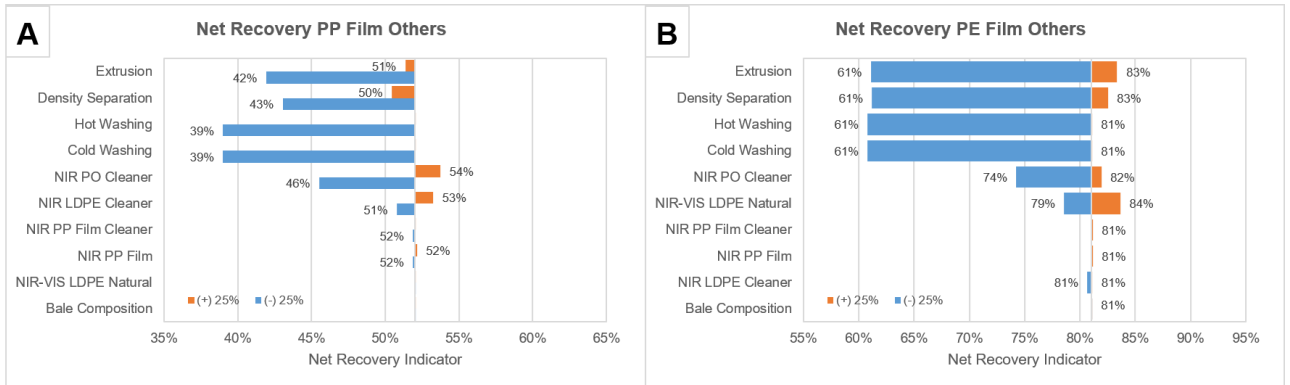 A
Net Recovery PP Film Others
Extrusion
51%
42%
Density Separation
50%
43%
Hot Washing
39%
Cold Washing
39%
NIR PO Cleaner
54%
46%
NIR LDPE Cleaner
53%
51%
NIR PP Film Cleaner
52%
NIR PP Film
52%
52%
NIR-VIS LDPE Natural
(+) 25% (-) 25%
Bale Composition
35% 40% 45% 50% 55% 60% 65%
Net Recovery Indicator
B
Net Recovery PE Film Others
Extrusion 61% 83%
Density Separation 61% 83%
Hot Washing 61% 81%
Cold Washing 61% 81%
NIR PO Cleaner 74% 82%
NIR-VIS LDPE Natural 79% 84%
NIR PP Film Cleaner 81%
NIR PP Film 81%
NIR LDPE Cleaner 81% 81%
(+) 25% (-) 25%
Bale Composition 81%
55% 60% 65% 70% 75% 80% 85% 90% 95%
Net Recovery Indicator